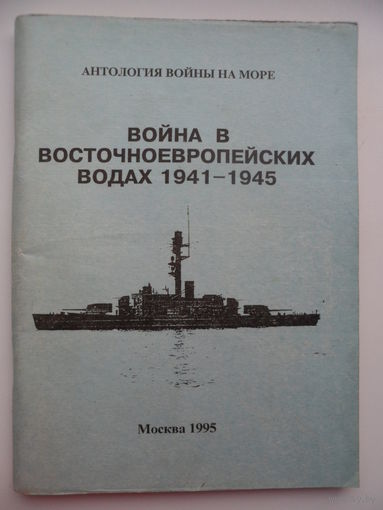 АНТОЛОГИЯ ВОЙНЫ НА МОРЕ
ВОЙНА В
ВОСТОЧНОЕВРОПЕЙСКИХ
ВОДАХ 1941–1945
Москва 1995